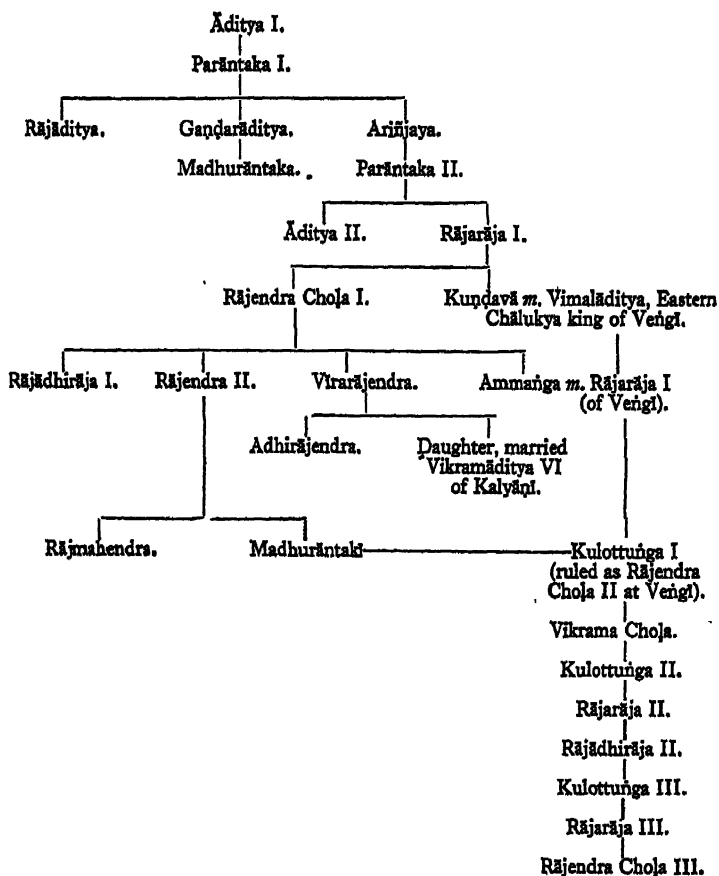 Āditya I.
Parāntaka I.
Rājāditya. Gaṇḍarāditya. Ariñjaya.
Madhurāntaka. Parāntaka II.
Āditya II. Rājarāja I.
Rājendra Choḷa I. Kuṇḍavā m. Vimalāditya, Eastern
Chālukya king of Veṅgī.
Rājādhirāja I. Rājendra II. Vīrarājendra. Ammaṅga m. Rājarāja I
(of Veṅgī).
Adhirājendra. Daughter, married
Vikramāditya VI
of Kalyāṇī.
Rājmahendra. Madhurāntakī Kulottuṅga I
(ruled as Rājendra
Choḷa II at Veṅgī).
Vikrama Choḷa.
Kulottuṅga II.
Rājarāja II.
Rājādhirāja II.
Kulottuṅga III.
Rājarāja III.
Rājendra Choḷa III.